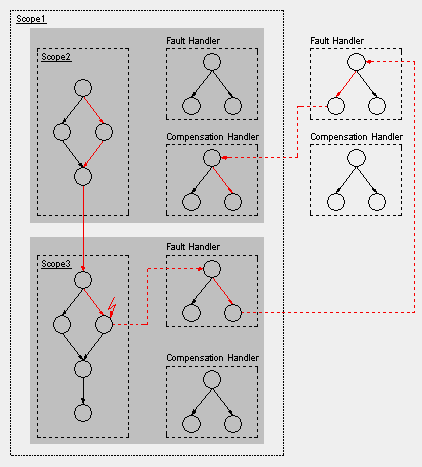 Scope1
Fault Handler
Fault Handler
Scope2
Compensation Handler
Compensation Handler
Fault Handler
Scope3
Compensation Handler